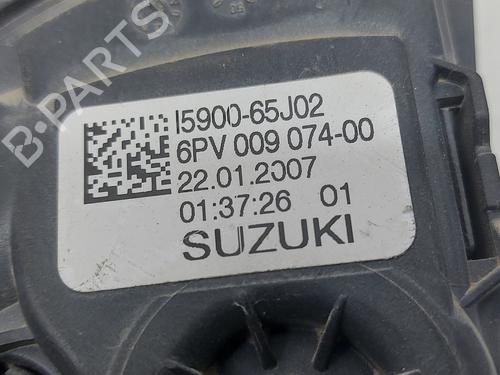 B-PARTS
I5900-65J02
6PV 009 074-00
22.01.2007
01:37:26 01
SUZUKI